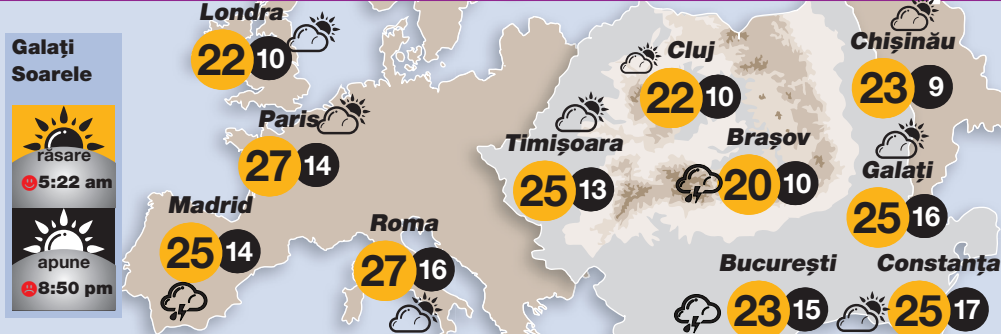 Galați
Soarele
răsare
5:22 am
apune
8:50 pm
Londra
22 10
Paris
27 14
Madrid
25 14
Roma
27 16
Timișoara
25 13
Cluj
22 10
Brașov
20 10
București
23 15
Chișinău
23 9
Galați
25 16
Constanța
25 17